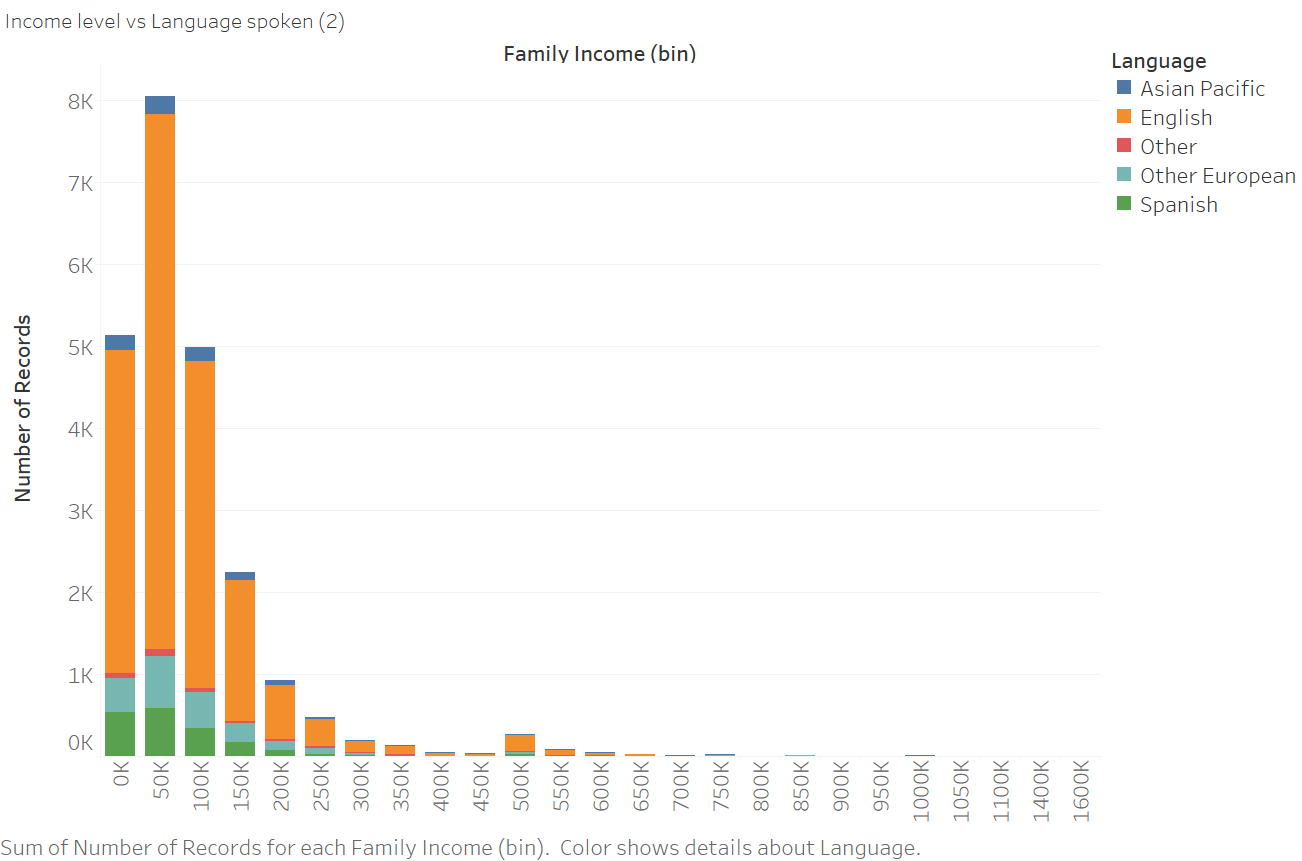 Income level vs Language spoken (2)
Family Income (bin)
Language
Asian Pacific
English
Other
Other European
Spanish
Number of Records
8K
7K
6K
5K
4K
3K
2K
1K
0K
0K
50K
100K
150K
200K
250K
300K
350K
400K
450K
500K
550K
600K
650K
700K
750K
800K
850K
900K
950K
1000K
1050K
1100K
1400K
1600K
Sum of Number of Records for each Family Income (bin).  Color shows details about Language.